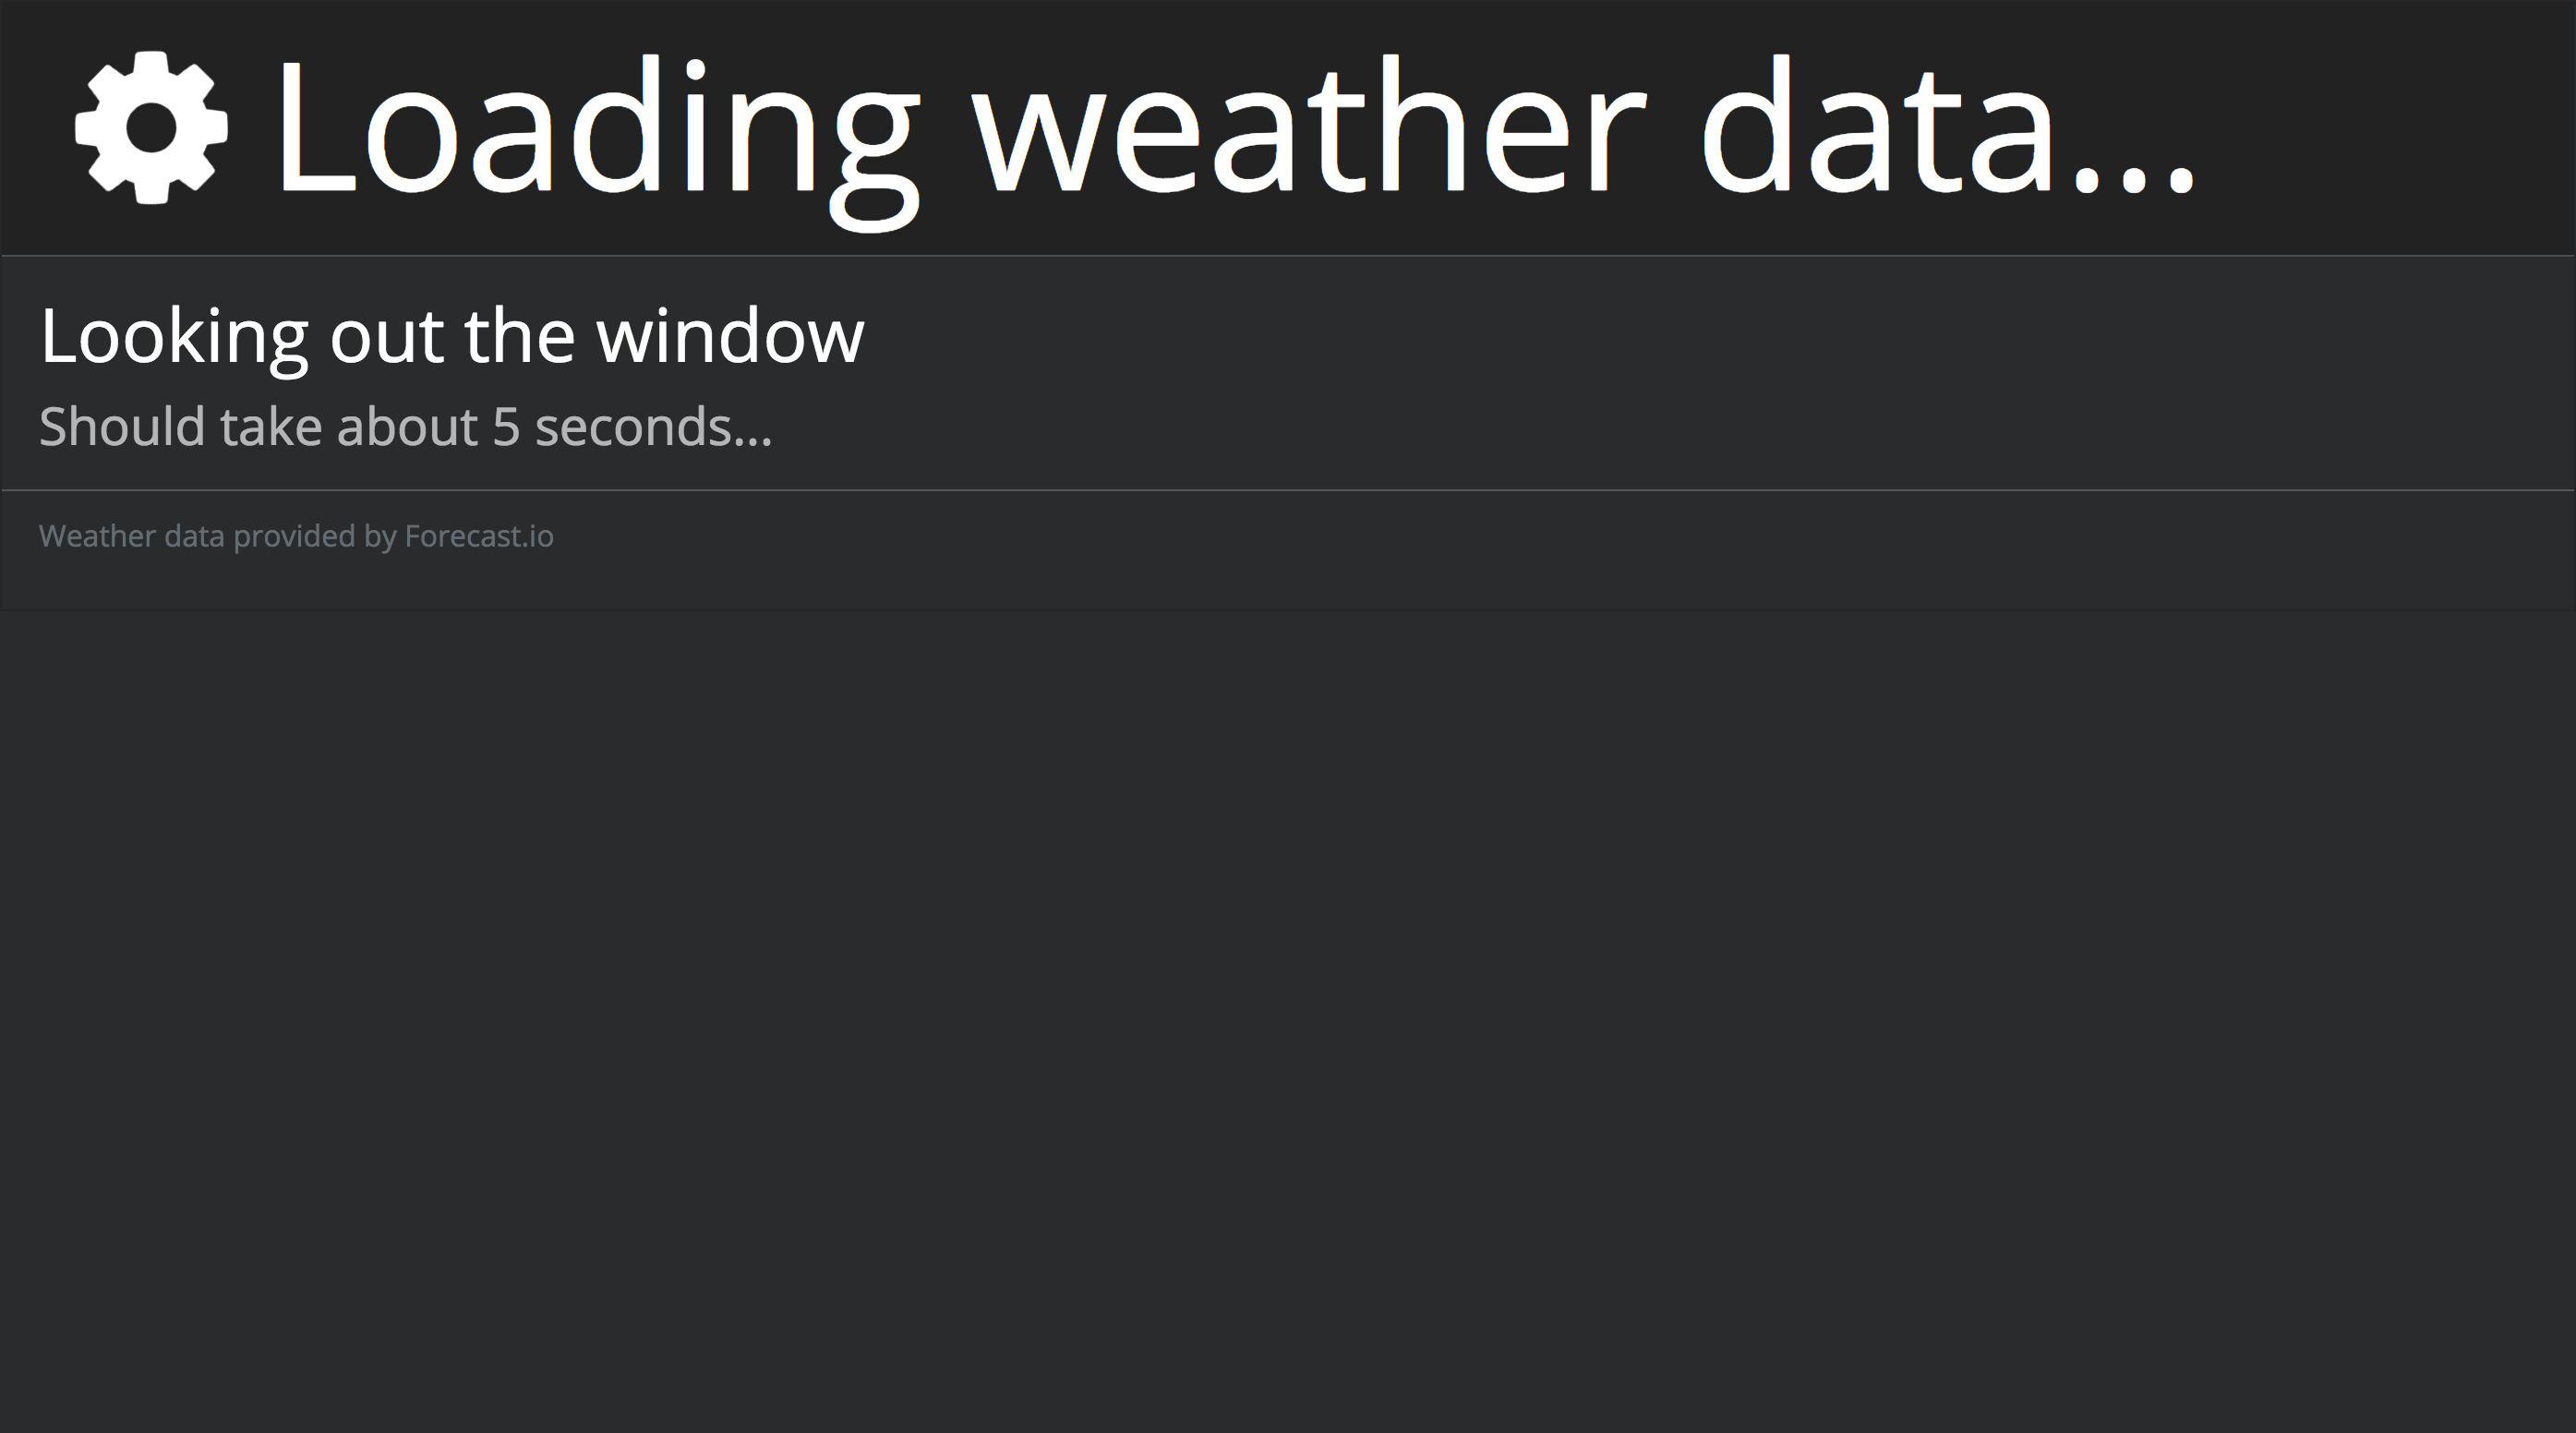 Loading weather data...
Looking out the window
Should take about 5 seconds...
Weather data provided by Forecast.io